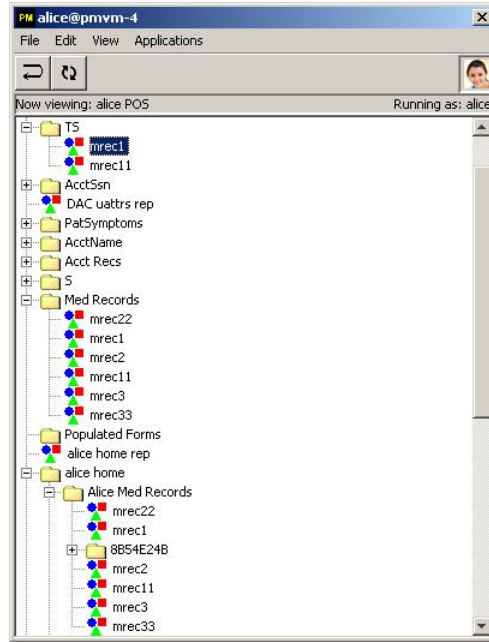 PM alice@pmvm-4
File Edit View Applications
Now viewing: alice POS Running as: alice
TS
mrec1
mrec11
AcctSsn
DAC uattrs rep
PatSymptoms
AcctName
Acct Recs
S
Med Records
mrec22
mrec1
mrec2
mrec11
mrec3
mrec33
Populated Forms
alice home rep
alice home
Alice Med Records
mrec22
mrec1
8B54E24B
mrec2
mrec11
mrec3
mrec33